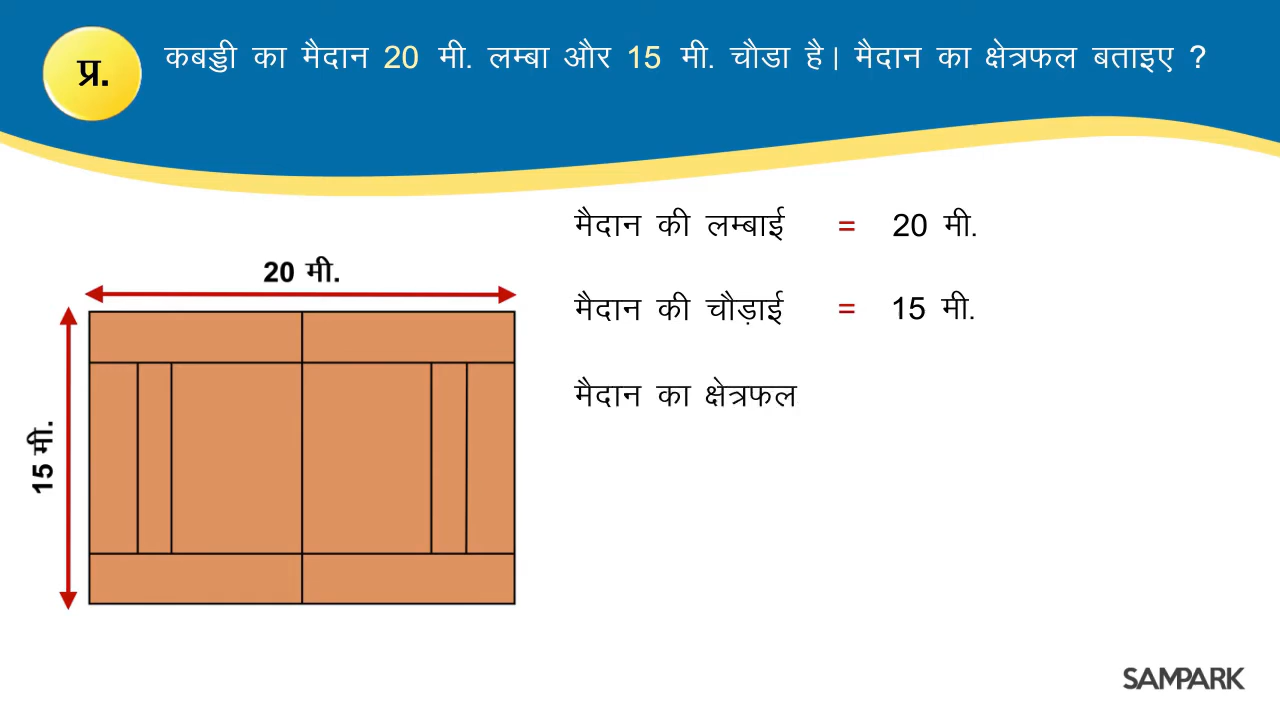 प्र.
कबड्डी का मैदान 20 मी. लम्बा और 15 मी. चौडा है। मैदान का क्षेत्रफल बताइए ?
मैदान की लम्बाई = 20 मी.
20 मी.
मैदान की चौड़ाई = 15 मी.
मैदान का क्षेत्रफल
15 मी.
SAMPARK